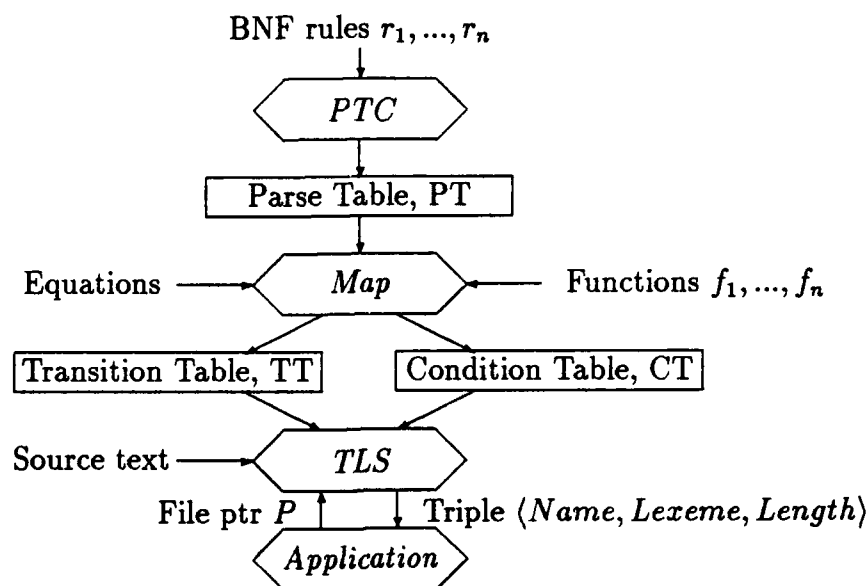 BNF rules r₁, ..., rₙ
PTC
Parse Table, PT
Equations
Map
Functions f₁, ..., fₙ
Transition Table, TT
Condition Table, CT
Source text
TLS
File ptr P
Triple ⟨Name, Lexeme, Length⟩
Application